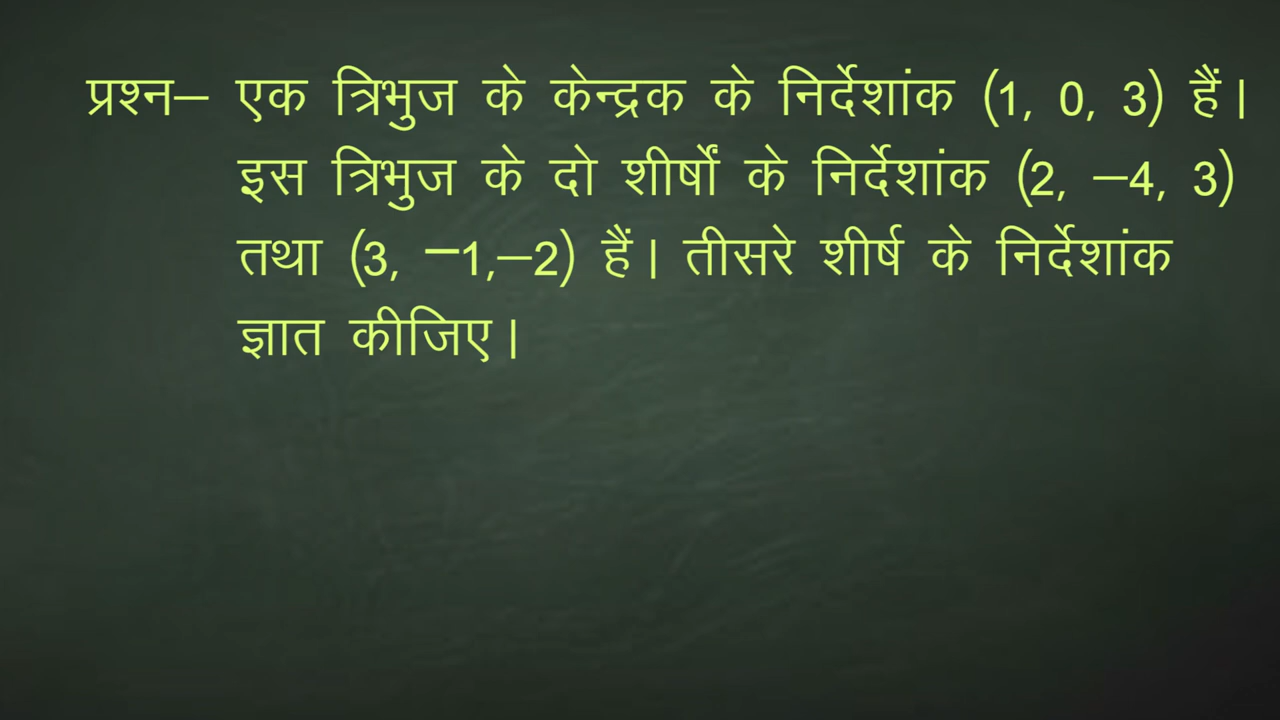 प्रश्न– एक त्रिभुज के केन्द्रक के निर्देशांक (1, 0, 3) हैं।
इस त्रिभुज के दो शीर्षों के निर्देशांक (2, –4, 3)
तथा (3, –1,–2) हैं। तीसरे शीर्ष के निर्देशांक
ज्ञात कीजिए।